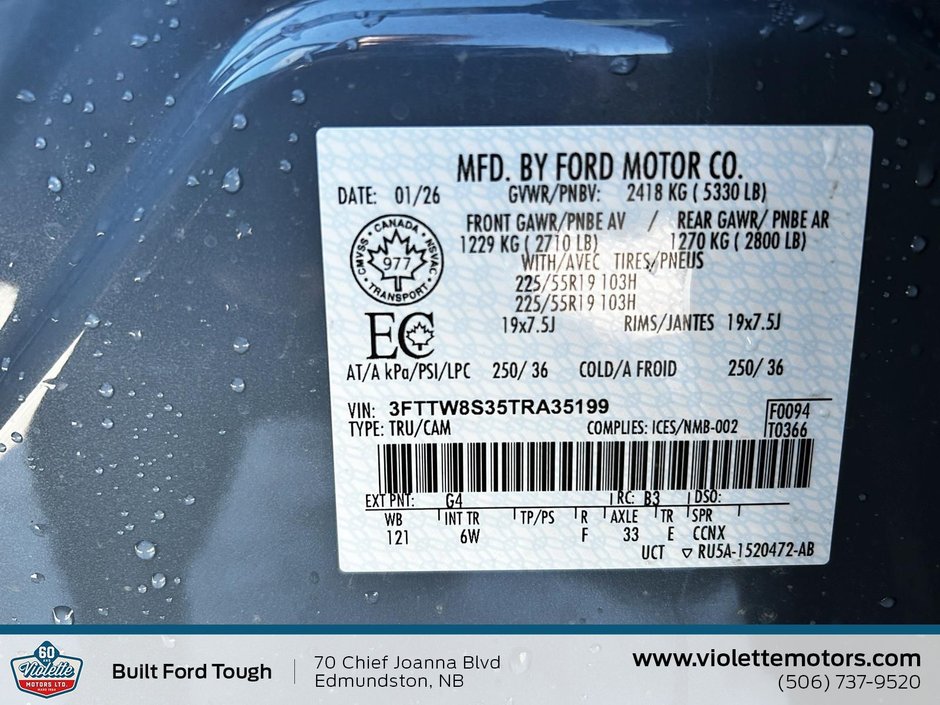 MFD. BY FORD MOTOR CO.
DATE: 01/26 GVWR/PNBV: 2418 KG ( 5330 LB)
FRONT GAWR/PNBE AV / REAR GAWR/ PNBE AR
1229 KG ( 2710 LB) 1270 KG ( 2800 LB)
WITH/AVEC TIRES/PNEUS
225/55R19 103H
225/55R19 103H
19x7.5J RIMS/JANTES 19x7.5J
CANADA
CMVSS NSVAC
977
TRANSPORT
EC
AT/A kPa/PSI/LPC 250/ 36 COLD/A FROID 250/ 36
VIN: 3FTTW8S35TRA35199
TYPE: TRU/CAM COMPLIES: ICES/NMB-002
F0094
T0366
EXT PNT: G4 RC: B3 DSO:
WB INT TR TP/PS R AXLE TR SPR
121 6W F 33 E CCNX
UCT RU5A-1520472-AB
60
Violette
MOTORS LTD.
Built Ford Tough
70 Chief Joanna Blvd
Edmundston, NB
www.violettemotors.com
(506) 737-9520